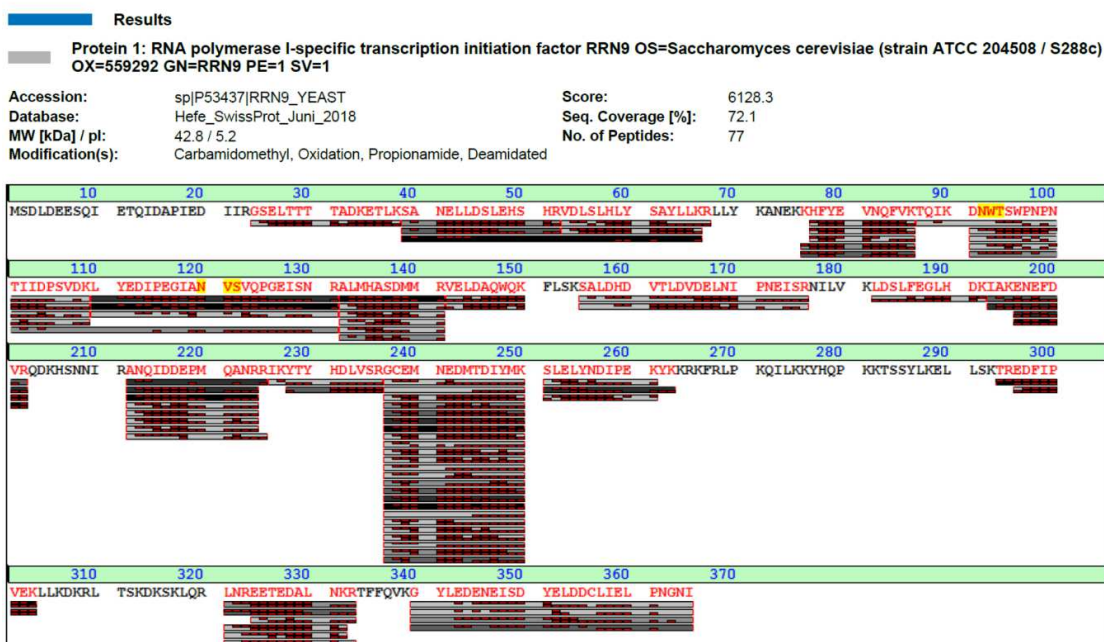 Results
Protein 1: RNA polymerase I-specific transcription initiation factor RRN9 OS=Saccharomyces cerevisiae (strain ATCC 204508 / S288c)
OX=559292 GN=RRN9 PE=1 SV=1
Accession: sp|P53437|RRN9_YEAST Score: 6128.3
Database: Hefe_SwissProt_Juni_2018 Seq. Coverage [%]: 72.1
MW [kDa] / pI: 42.8 / 5.2 No. of Peptides: 77
Modification(s): Carbamidomethyl, Oxidation, Propionamide, Deamidated
10 20 30 40 50 60 70 80 90 100
MSDLDEESQI ETQIDAPIED IIRGSELTTT TADKETLKSA NELLDSLEHS HRVDLSLHLY SAYLLKRLLY KANEKKHFYE VNQFVKTQIK DNWTSWPNPN
110 120 130 140 150 160 170 180 190 200
TIIDPSVDKL YEDIPEGIAN VSVQPGEISN RALMHASDMM RVELDAQWQK FLSKSALDHD VTLDVDELNI PNEISRNILV KLDSLFEGLH DKIAKENEFD
210 220 230 240 250 260 270 280 290 300
VRQDKHSNNI RANQIDDEPM QANRRIKYTY HDLVSRGCEM NEDMTDIYMK SLELYNDIPE KYKKRKFRLP KQILKKYHQP KKTSSYLKEL LSKTREDFIP
310 320 330 340 350 360 370
VEKLLKDKRL TSKDKSKLQR LNREETEDAL NKRTFFQVKG YLEDENEISD YELDDCLIEL PNGNI